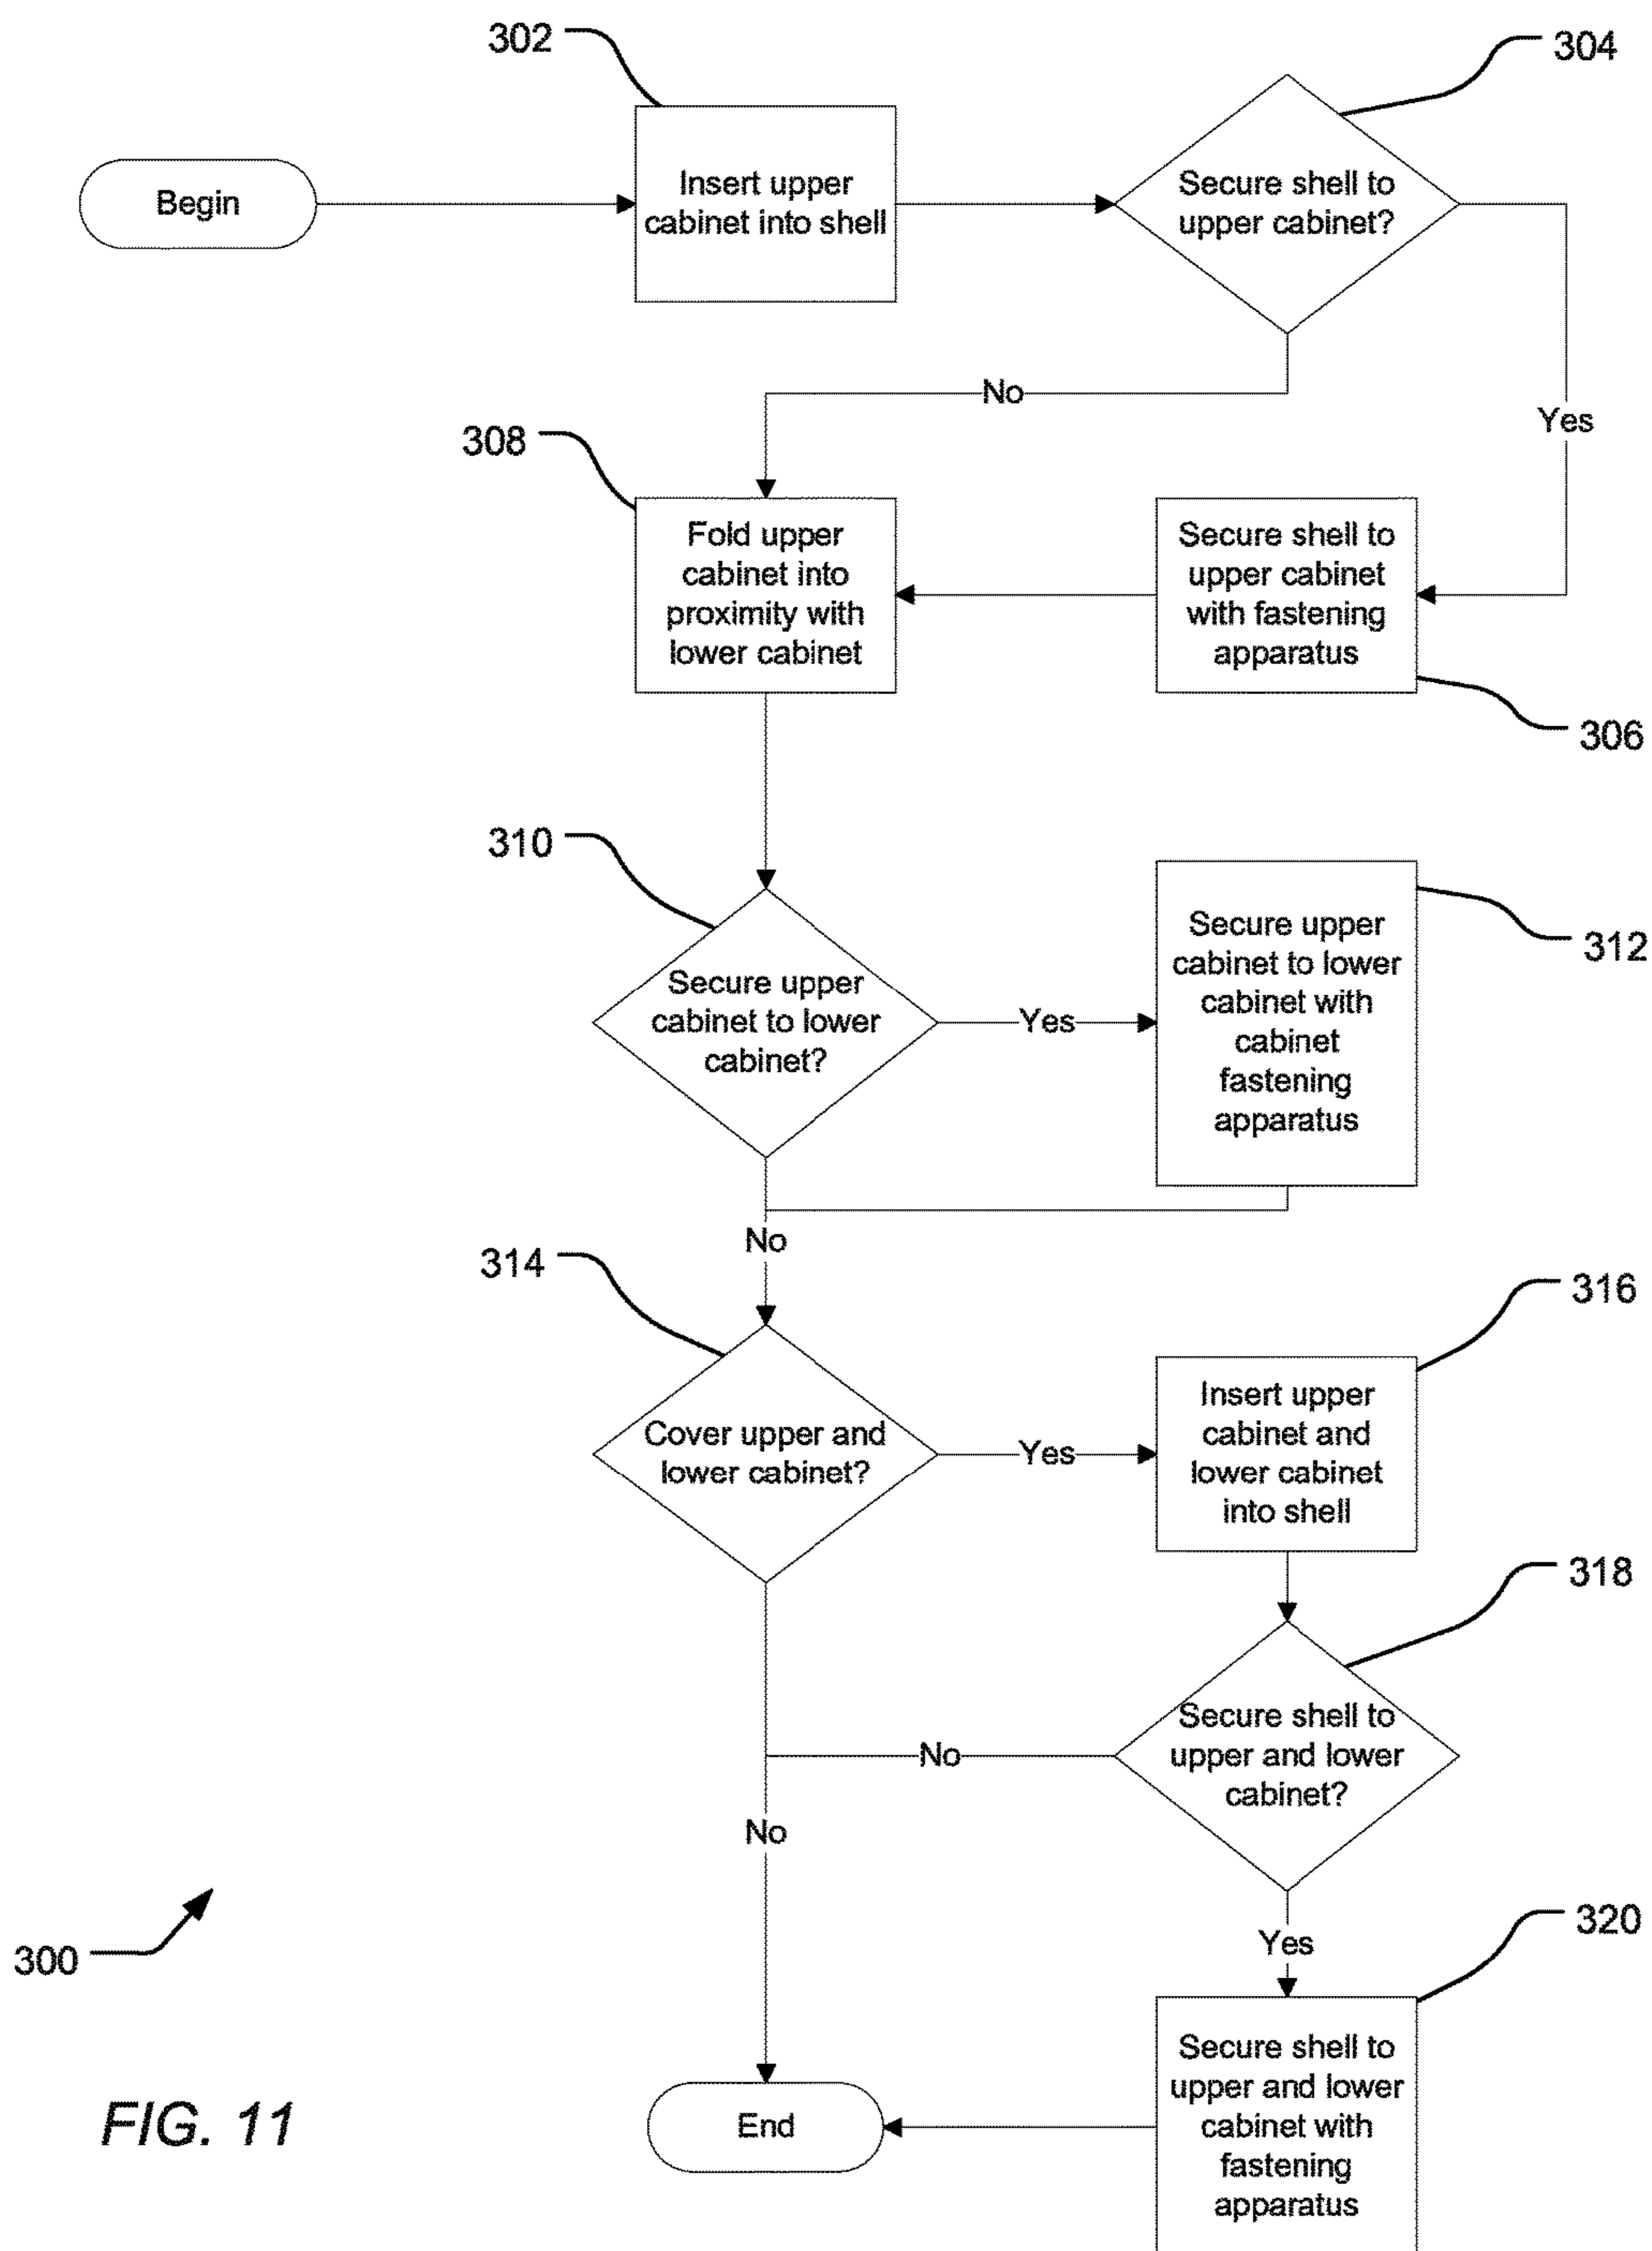 302
304
Begin
Insert upper
cabinet into shell
Secure shell to
upper cabinet?
No
Yes
308
Fold upper
cabinet into
proximity with
lower cabinet
Secure shell to
upper cabinet
with fastening
apparatus
306
310
Secure upper
cabinet to lower
cabinet?
Yes
Secure upper
cabinet to lower
cabinet with
cabinet
fastening
apparatus
312
No
314
316
Cover upper and
lower cabinet?
Yes
Insert upper
cabinet and
lower cabinet
into shell
318
Secure shell to
upper and lower
cabinet?
No
No
Yes
320
300
Secure shell to
upper and lower
cabinet with
fastening
apparatus
End
FIG. 11